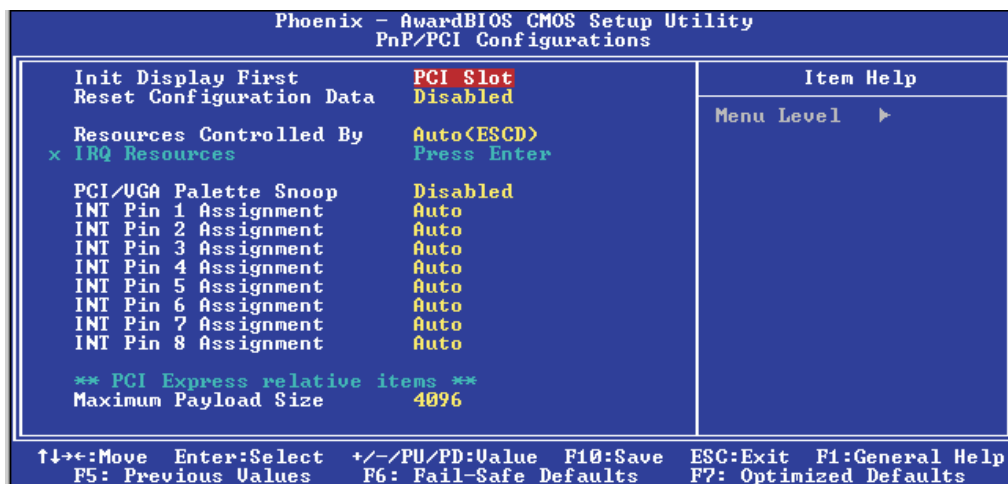 Phoenix - AwardBIOS CMOS Setup Utility
PnP/PCI Configurations
Init Display First PCI Slot
Reset Configuration Data Disabled
Resources Controlled By Auto(ESCD)
x IRQ Resources Press Enter
PCI/VGA Palette Snoop Disabled
INT Pin 1 Assignment Auto
INT Pin 2 Assignment Auto
INT Pin 3 Assignment Auto
INT Pin 4 Assignment Auto
INT Pin 5 Assignment Auto
INT Pin 6 Assignment Auto
INT Pin 7 Assignment Auto
INT Pin 8 Assignment Auto
** PCI Express relative items **
Maximum Payload Size 4096
Item Help
Menu Level ►
↑↓→←:Move Enter:Select +/-/PU/PD:Value F10:Save ESC:Exit F1:General Help
F5: Previous Values F6: Fail-Safe Defaults F7: Optimized Defaults